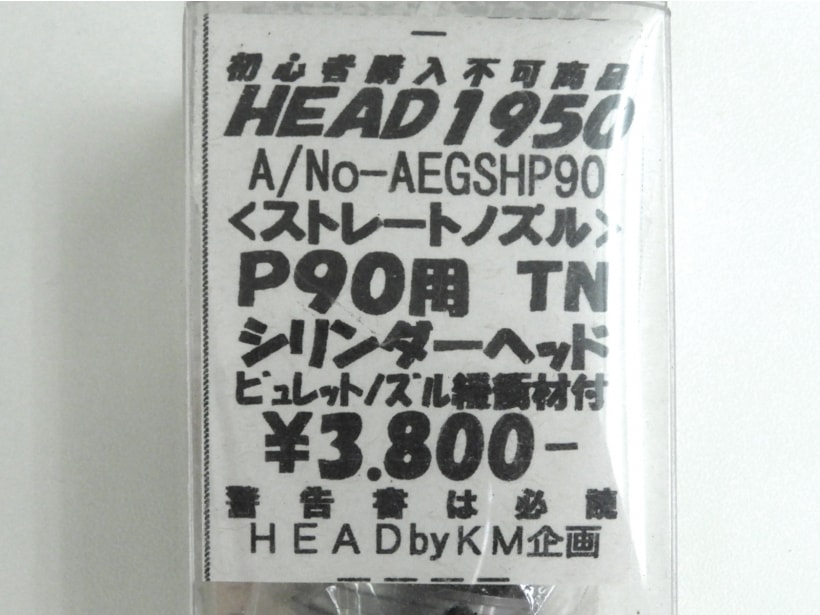 初心者購入不可商品
HEAD1950
A/No-AEGSHP90
<ストレートノズル>
P90用 TN
シリンダーヘッド
ビュレットノズル緩衝材付
¥3.800-
警告書は必読
HEADbyKM企画